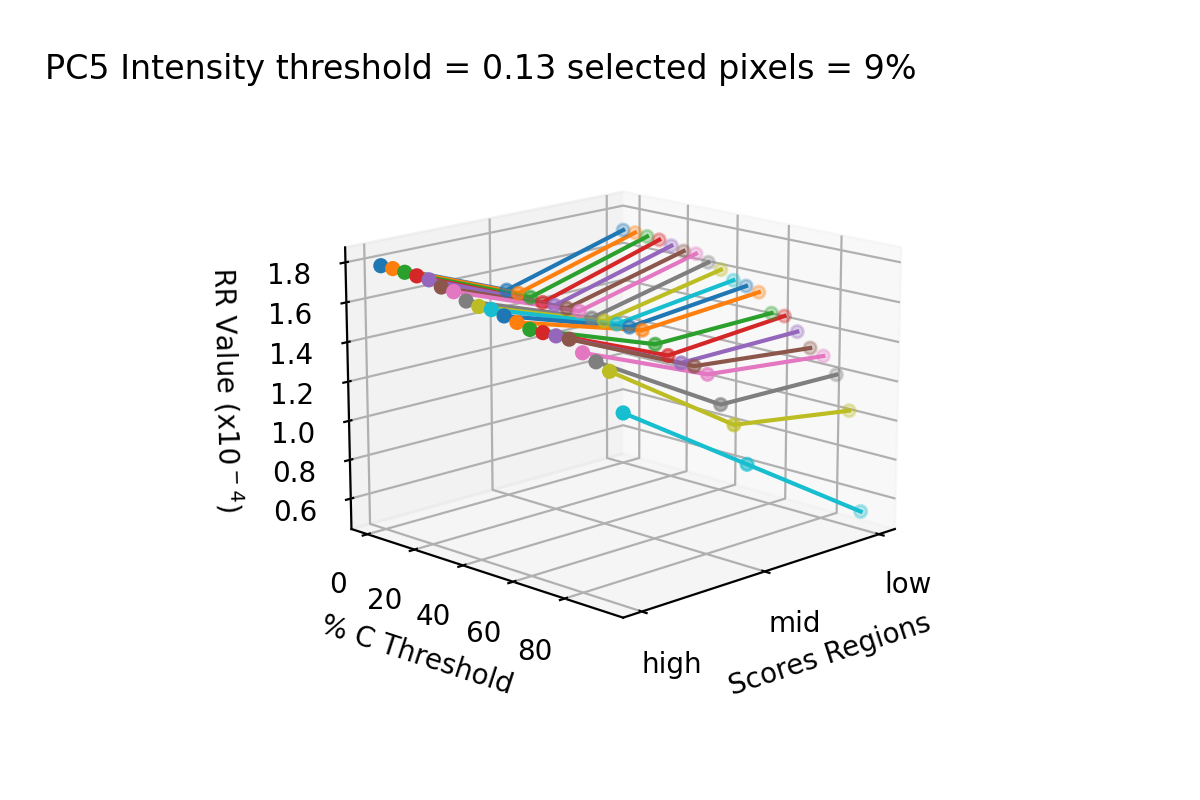 PC5 Intensity threshold = 0.13 selected pixels = 9%
1.8
1.6
1.4
1.2
1.0
0.8
0.6
RR Value (x10⁻⁴)
0
20
40
60
80
% C Threshold
high
mid
low
Scores Regions